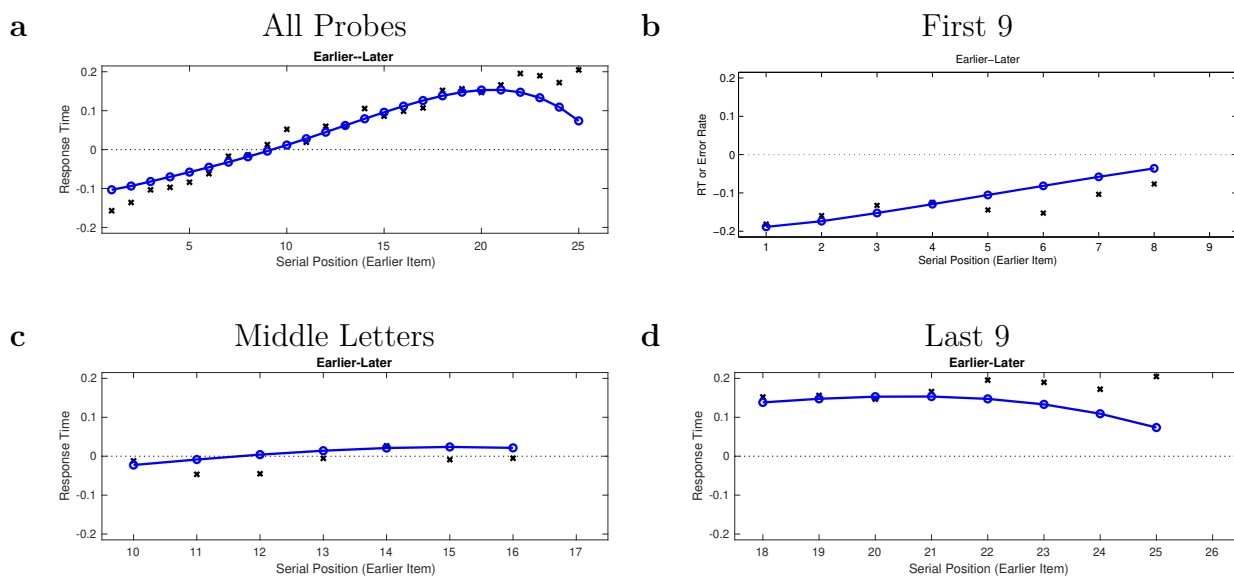 a
All Probes
Earlier--Later
Response Time
0.2
0.1
0
-0.1
-0.2
5 10 15 20 25
Serial Position (Earlier Item)
b
First 9
Earlier−Later
RT or Error Rate
0.2
0.1
0
−0.1
−0.2
1 2 3 4 5 6 7 8 9
Serial Position (Earlier Item)
c
Middle Letters
Earlier-Later
Response Time
0.2
0.1
0
-0.1
-0.2
10 11 12 13 14 15 16 17
Serial Position (Earlier Item)
d
Last 9
Earlier-Later
Response Time
0.2
0.1
0
-0.1
-0.2
18 19 20 21 22 23 24 25 26
Serial Position (Earlier Item)